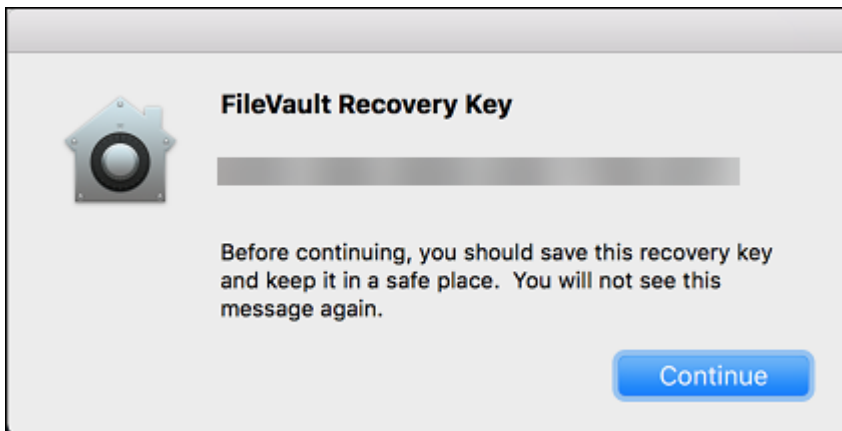 FileVault Recovery Key
Before continuing, you should save this recovery key
and keep it in a safe place.  You will not see this
message again.
Continue